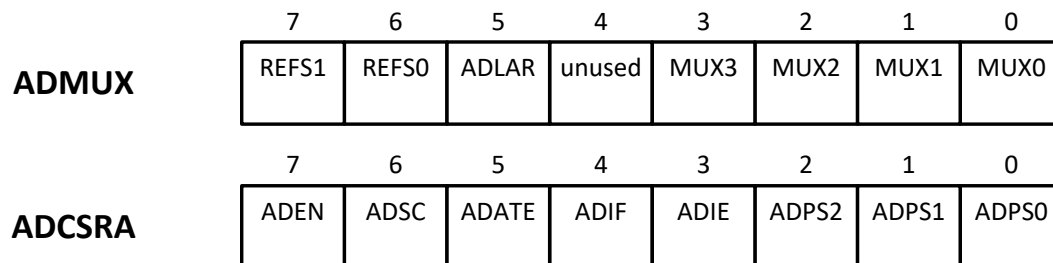 7 6 5 4 3 2 1 0
ADMUX REFS1 REFS0 ADLAR unused MUX3 MUX2 MUX1 MUX0
7 6 5 4 3 2 1 0
ADCSRA ADEN ADSC ADATE ADIF ADIE ADPS2 ADPS1 ADPS0